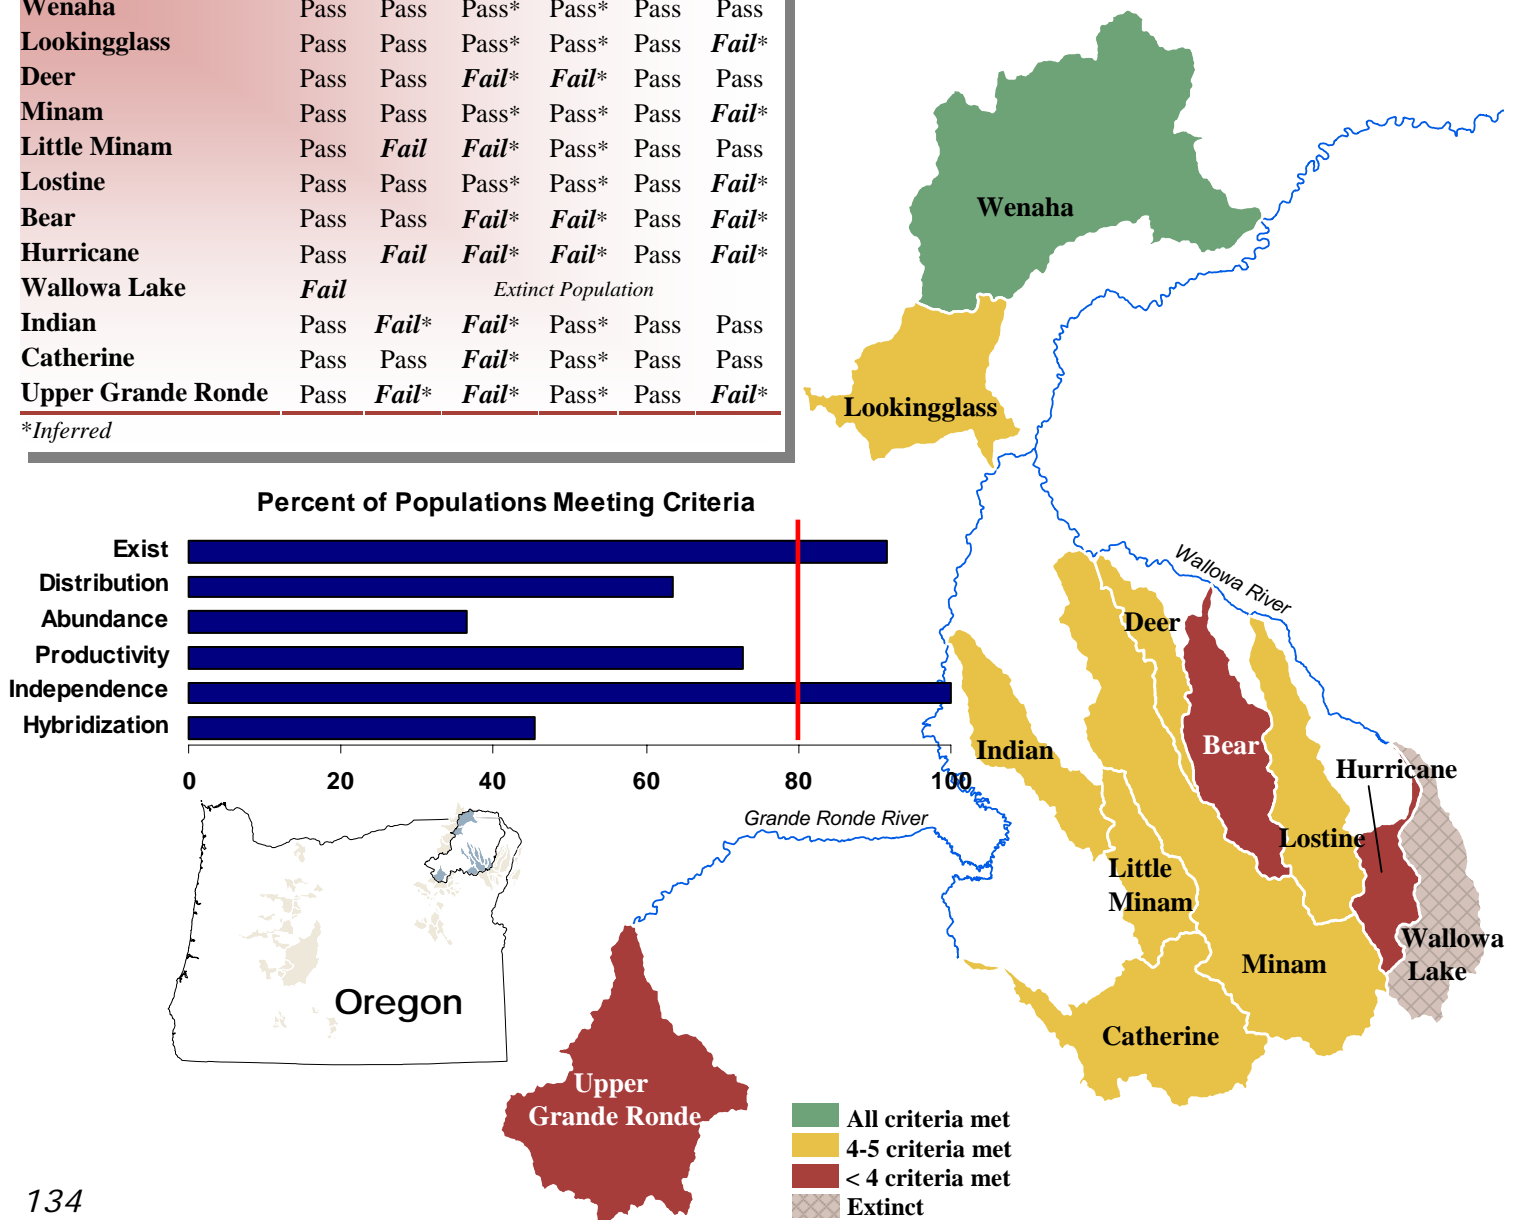 Wenaha Pass Pass Pass* Pass* Pass Pass
Lookingglass Pass Pass Pass* Pass* Pass Fail*
Deer Pass Pass Fail* Fail* Pass Pass
Minam Pass Pass Pass* Pass* Pass Fail*
Little Minam Pass Fail Fail* Pass* Pass Pass
Lostine Pass Pass Pass* Pass* Pass Fail*
Bear Pass Pass Fail* Fail* Pass Fail*
Hurricane Pass Fail Fail* Fail* Pass Fail*
Wallowa Lake Fail Extinct Population
Indian Pass Fail* Fail* Pass* Pass Pass
Catherine Pass Pass Fail* Pass* Pass Pass
Upper Grande Ronde Pass Fail* Fail* Pass* Pass Fail*
*Inferred
Percent of Populations Meeting Criteria
Exist
Distribution
Abundance
Productivity
Independence
Hybridization
0 20 40 60 80 100
Oregon
Wenaha
Lookingglass
Wallowa River
Deer
Indian
Bear
Hurricane
Grande Ronde River
Lostine
Little
Minam
Wallowa
Lake
Minam
Catherine
Upper
Grande Ronde
All criteria met
4-5 criteria met
< 4 criteria met
Extinct
134